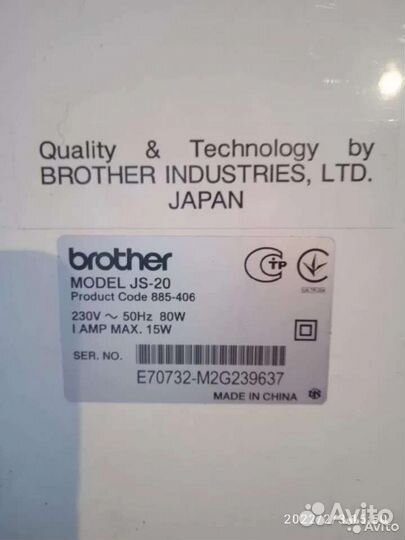 Quality & Technology by
BROTHER INDUSTRIES, LTD.
JAPAN
brother
MODEL JS-20
Product Code 885-406
230V ~ 50Hz 80W
I AMP MAX. 15W
SER. NO.
E70732-M2G239637
MADE IN CHINA
Avito
Avito